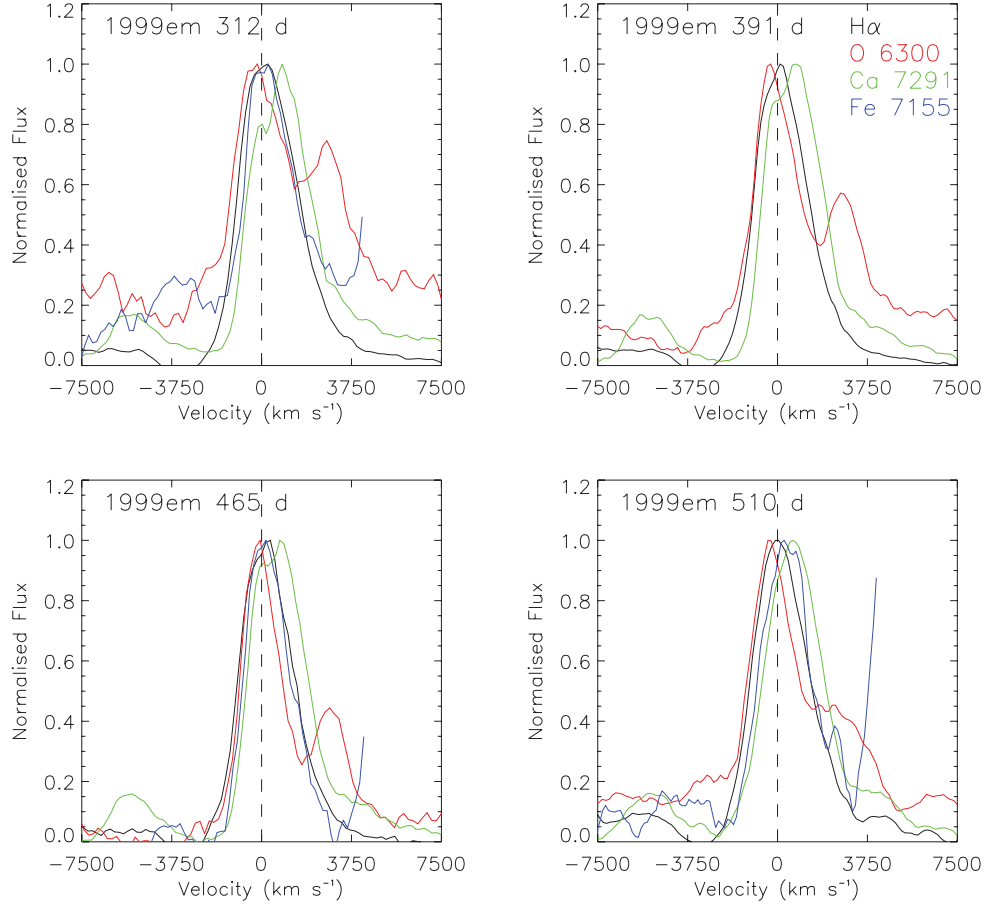 1999em 312 d
1.2
1.0
0.8
0.6
0.4
0.2
0.0
Normalised Flux
−7500 −3750 0 3750 7500
Velocity (km s⁻¹)
1999em 391 d
Hα
O 6300
Ca 7291
Fe 7155
1.2
1.0
0.8
0.6
0.4
0.2
0.0
Normalised Flux
−7500 −3750 0 3750 7500
Velocity (km s⁻¹)
1999em 465 d
1.2
1.0
0.8
0.6
0.4
0.2
0.0
Normalised Flux
−7500 −3750 0 3750 7500
Velocity (km s⁻¹)
1999em 510 d
1.2
1.0
0.8
0.6
0.4
0.2
0.0
Normalised Flux
−7500 −3750 0 3750 7500
Velocity (km s⁻¹)